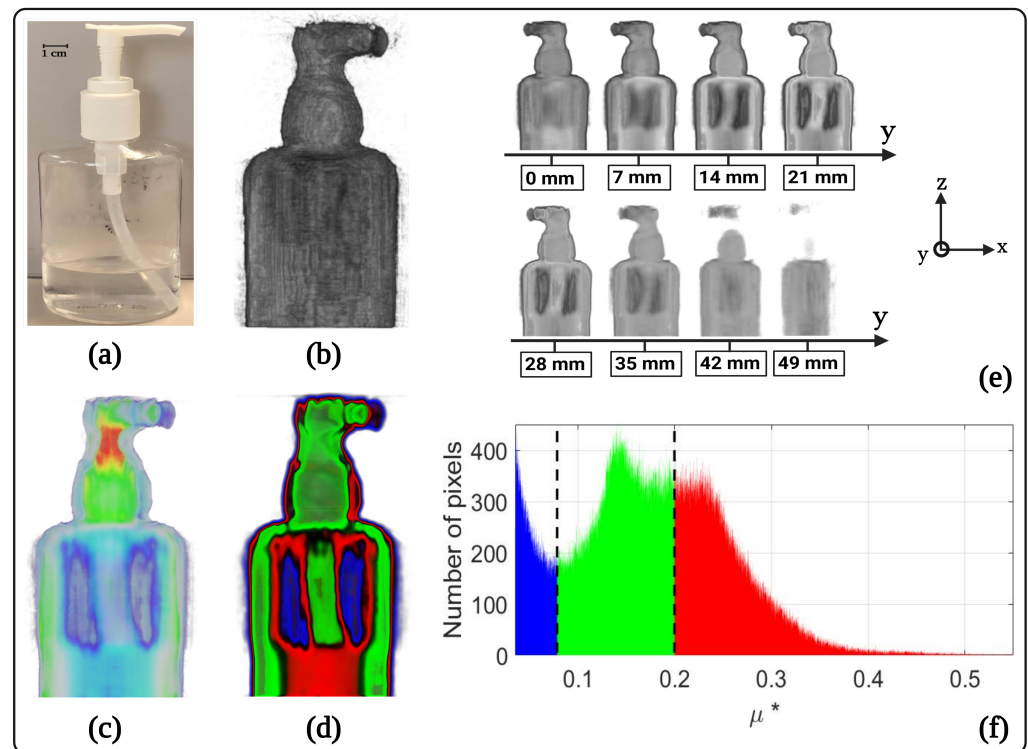 1 cm
(a)
(b)
y
0 mm
7 mm
14 mm
21 mm
z
y
x
y
28 mm
35 mm
42 mm
49 mm
(e)
(c)
(d)
Number of pixels
400
300
200
100
0
0.1
0.2
0.3
0.4
0.5
μ *
(f)